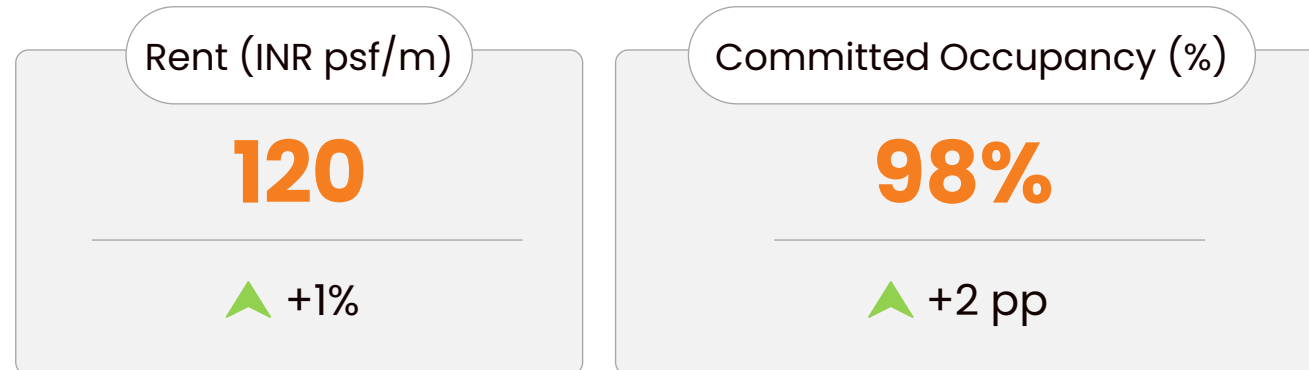 Rent (INR psf/m)
120
+1%
Committed Occupancy (%)
98%
+2 pp